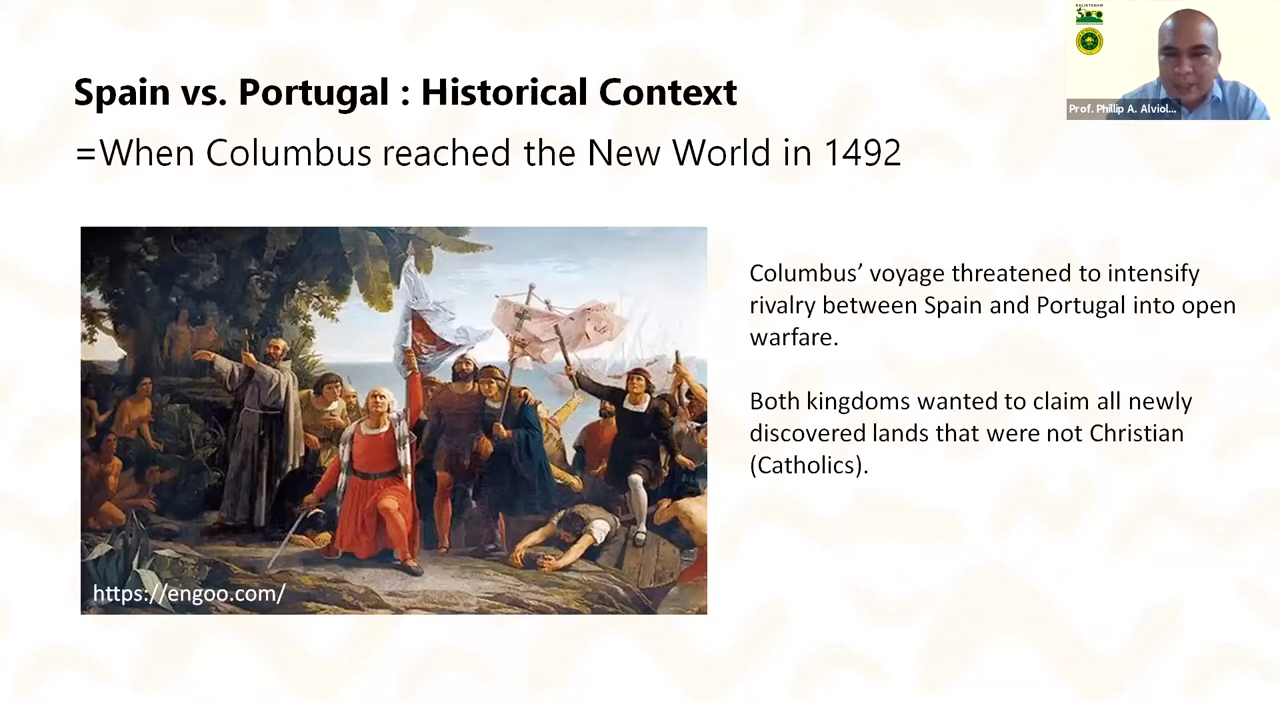 Spain vs. Portugal : Historical Context
=When Columbus reached the New World in 1492
Columbus’ voyage threatened to intensify
rivalry between Spain and Portugal into open
warfare.
Both kingdoms wanted to claim all newly
discovered lands that were not Christian
(Catholics).
https://engoo.com/
Prof. Phillip A. Alviol...